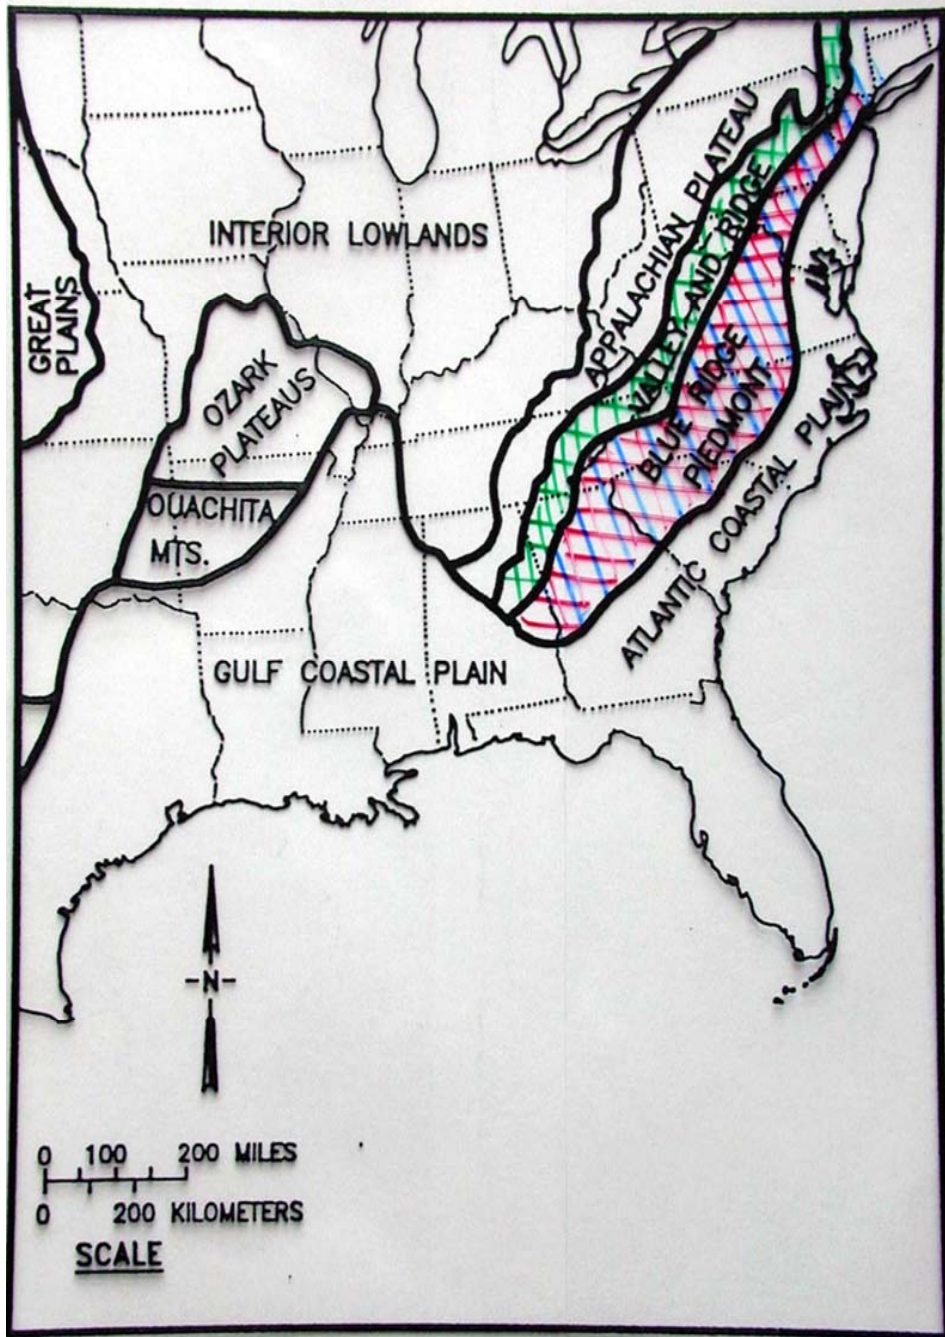 INTERIOR LOWLANDS
GREAT
PLAINS
OZARK
PLATEAUS
OUACHITA
MTS.
APPALACHIAN PLATEAU
VALLEY AND RIDGE
BLUE RIDGE
PIEDMONT
ATLANTIC COASTAL PLAIN
GULF COASTAL PLAIN
-N-
0 100 200 MILES
0 200 KILOMETERS
SCALE